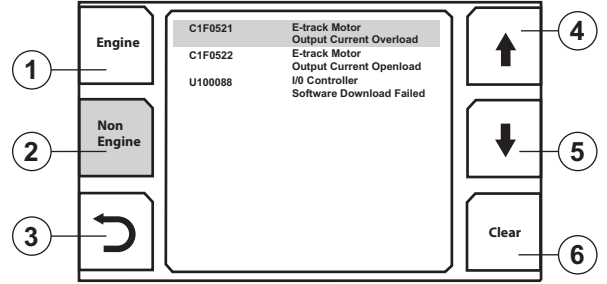 Engine
1
Non
Engine
2
3
C1F0521 E-track Motor
Output Current Overload
C1F0522 E-track Motor
Output Current Openload
U100088 I/0 Controller
Software Download Failed
4
5
Clear
6